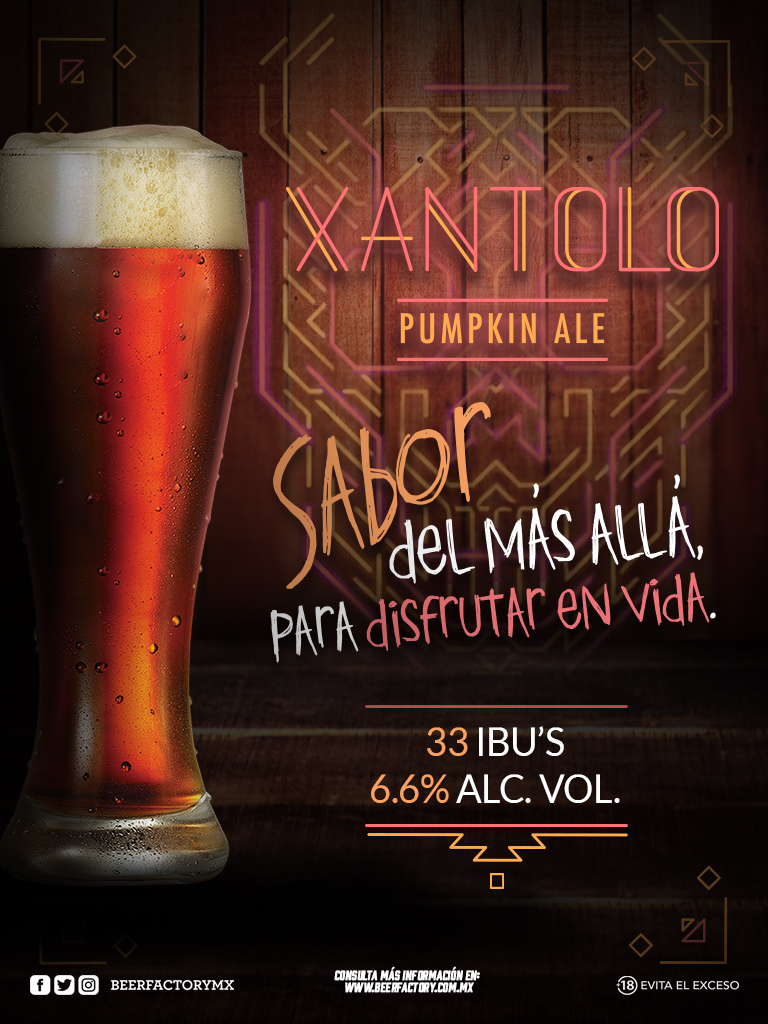 XANTOLO
PUMPKIN ALE
SAbor
del MÁS ALLÁ,
PARA disfrutar en vida.
33 IBU'S
6.6% ALC. VOL.
BEERFACTORYMX
CONSULTA MÁS INFORMACIÓN EN:
WWW.BEERFACTORY.COM.MX
-18 EVITA EL EXCESO